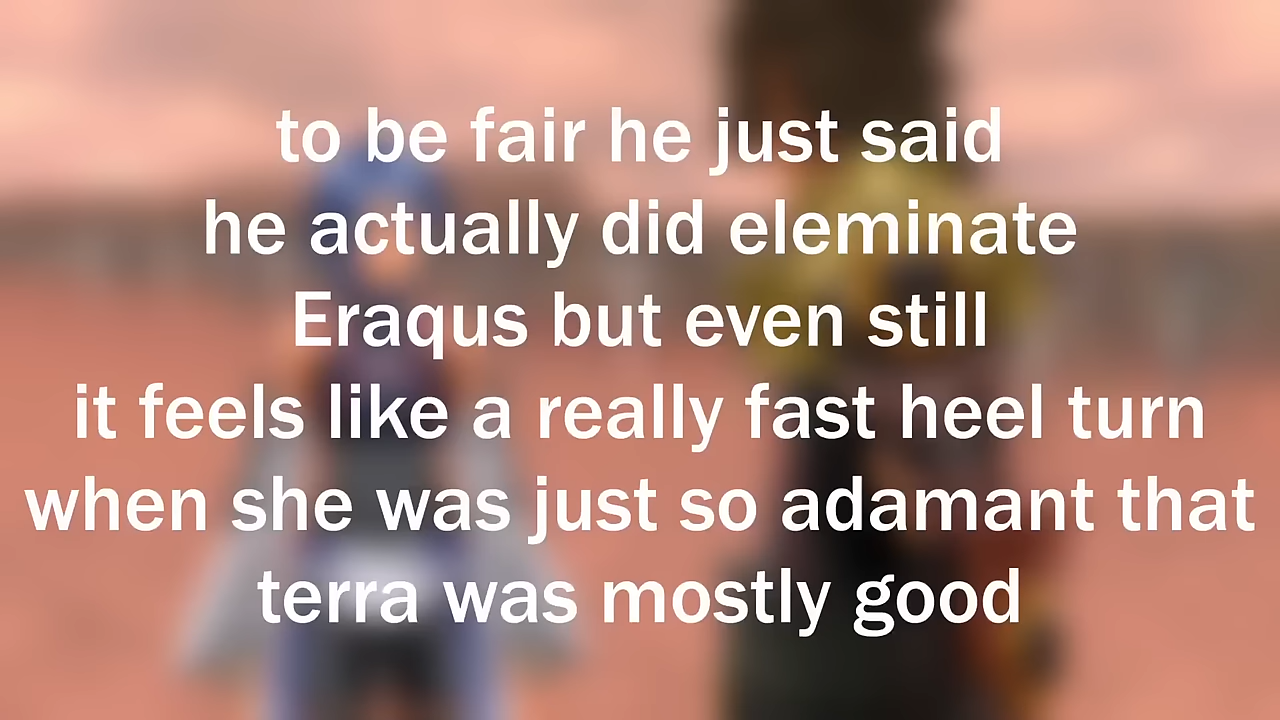 to be fair he just said
he actually did eleminate
Eraqus but even still
it feels like a really fast heel turn
when she was just so adamant that
terra was mostly good